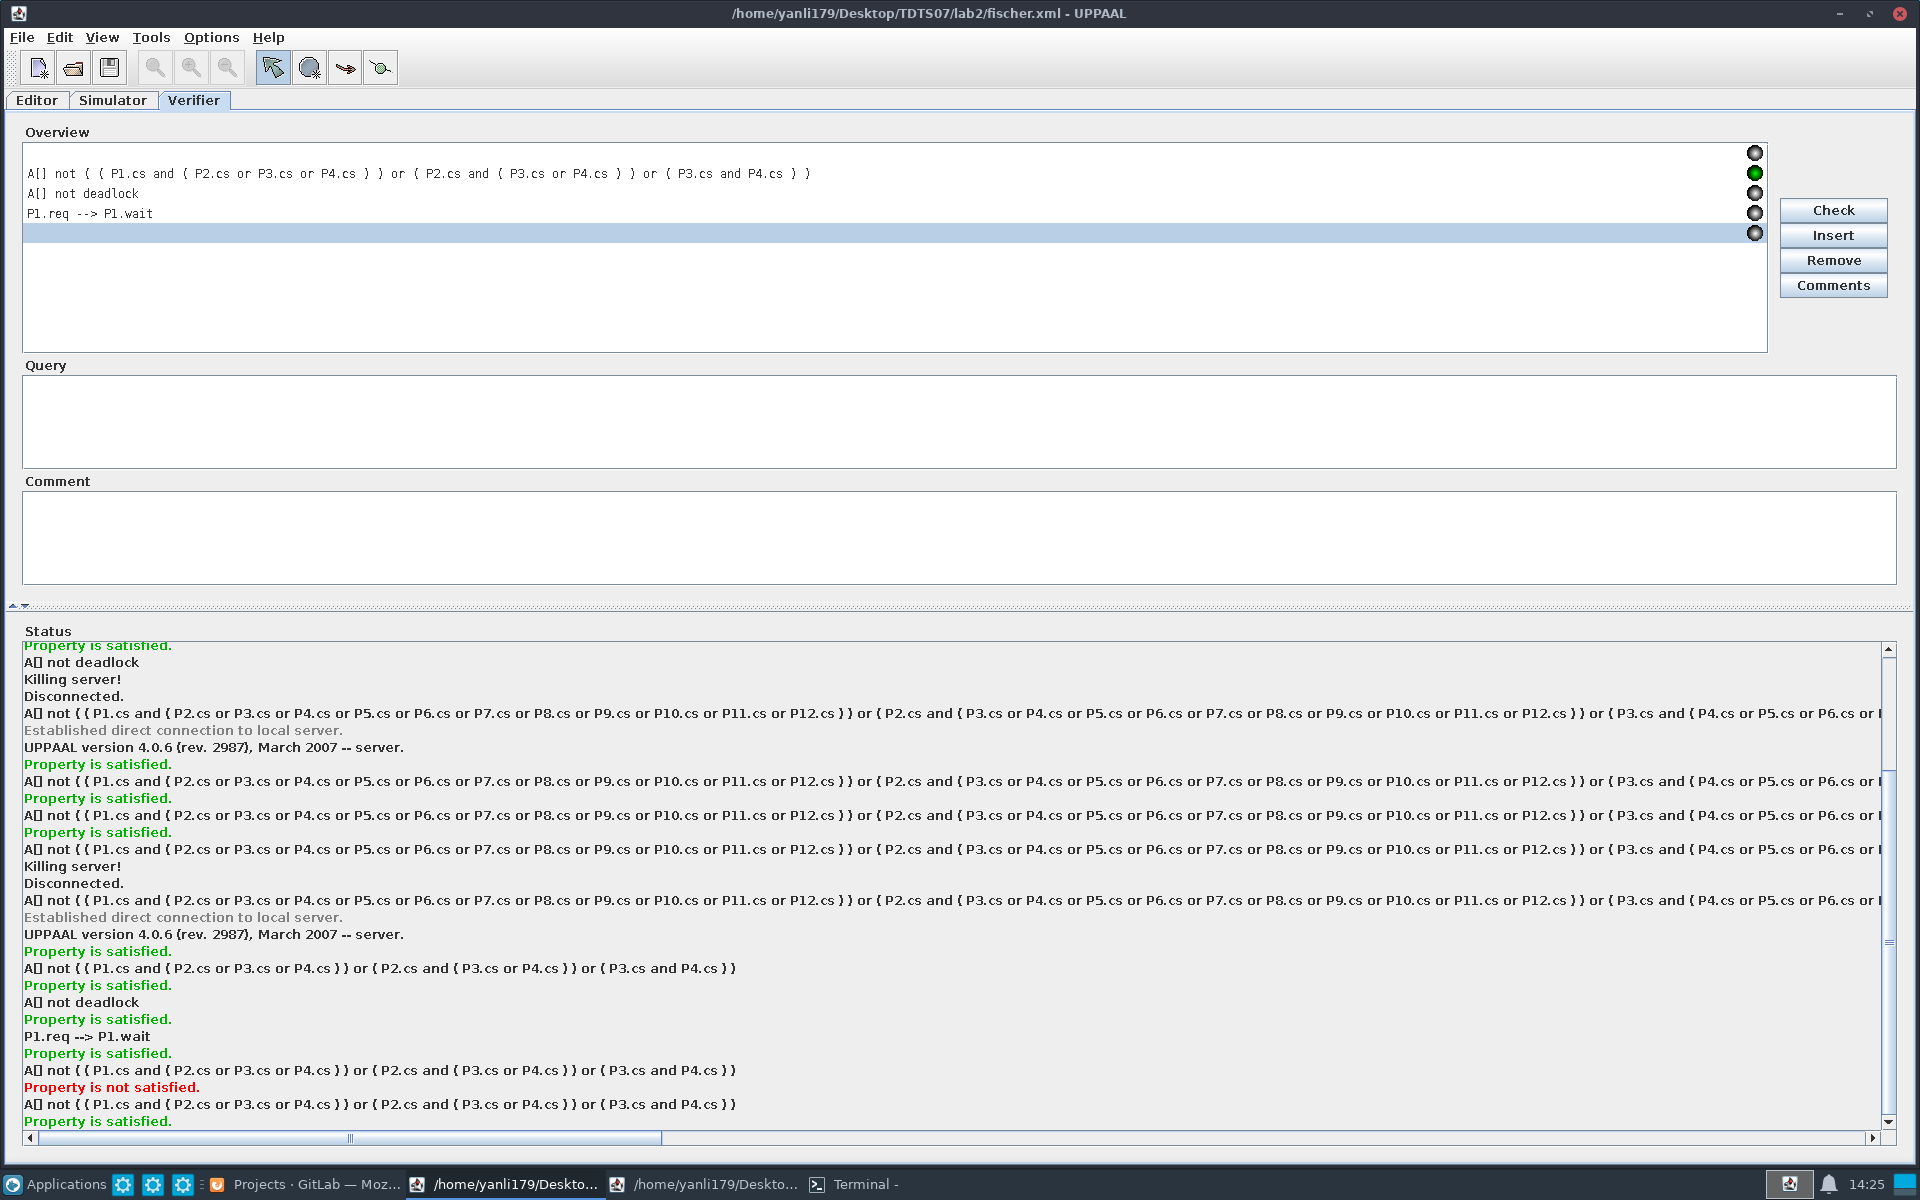 /home/yanli179/Desktop/TDTS07/lab2/fischer.xml - UPPAAL
File Edit View Tools Options Help
Editor Simulator Verifier
Overview
A[] not ( ( P1.cs and ( P2.cs or P3.cs or P4.cs ) ) or ( P2.cs and ( P3.cs or P4.cs ) ) or ( P3.cs and P4.cs ) )
A[] not deadlock
P1.req --> P1.wait
Check
Insert
Remove
Comments
Query
Comment
Status
Property is satisfied.
A[] not deadlock
Killing server!
Disconnected.
A[] not ( ( P1.cs and ( P2.cs or P3.cs or P4.cs or P5.cs or P6.cs or P7.cs or P8.cs or P9.cs or P10.cs or P11.cs or P12.cs ) ) or ( P2.cs and ( P3.cs or P4.cs or P5.cs or P6.cs or P7.cs or P8.cs or P9.cs or P10.cs or P11.cs or P12.cs ) ) or ( P3.cs and ( P4.cs or P5.cs or P6.cs or
Established direct connection to local server.
UPPAAL version 4.0.6 (rev. 2987), March 2007 -- server.
Property is satisfied.
A[] not ( ( P1.cs and ( P2.cs or P3.cs or P4.cs or P5.cs or P6.cs or P7.cs or P8.cs or P9.cs or P10.cs or P11.cs or P12.cs ) ) or ( P2.cs and ( P3.cs or P4.cs or P5.cs or P6.cs or P7.cs or P8.cs or P9.cs or P10.cs or P11.cs or P12.cs ) ) or ( P3.cs and ( P4.cs or P5.cs or P6.cs or
Property is satisfied.
A[] not ( ( P1.cs and ( P2.cs or P3.cs or P4.cs or P5.cs or P6.cs or P7.cs or P8.cs or P9.cs or P10.cs or P11.cs or P12.cs ) ) or ( P2.cs and ( P3.cs or P4.cs or P5.cs or P6.cs or P7.cs or P8.cs or P9.cs or P10.cs or P11.cs or P12.cs ) ) or ( P3.cs and ( P4.cs or P5.cs or P6.cs or
Property is satisfied.
A[] not ( ( P1.cs and ( P2.cs or P3.cs or P4.cs or P5.cs or P6.cs or P7.cs or P8.cs or P9.cs or P10.cs or P11.cs or P12.cs ) ) or ( P2.cs and ( P3.cs or P4.cs or P5.cs or P6.cs or P7.cs or P8.cs or P9.cs or P10.cs or P11.cs or P12.cs ) ) or ( P3.cs and ( P4.cs or P5.cs or P6.cs or
Killing server!
Disconnected.
A[] not ( ( P1.cs and ( P2.cs or P3.cs or P4.cs or P5.cs or P6.cs or P7.cs or P8.cs or P9.cs or P10.cs or P11.cs or P12.cs ) ) or ( P2.cs and ( P3.cs or P4.cs or P5.cs or P6.cs or P7.cs or P8.cs or P9.cs or P10.cs or P11.cs or P12.cs ) ) or ( P3.cs and ( P4.cs or P5.cs or P6.cs or
Established direct connection to local server.
UPPAAL version 4.0.6 (rev. 2987), March 2007 -- server.
Property is satisfied.
A[] not ( ( P1.cs and ( P2.cs or P3.cs or P4.cs ) ) or ( P2.cs and ( P3.cs or P4.cs ) ) or ( P3.cs and P4.cs ) )
Property is satisfied.
A[] not deadlock
Property is satisfied.
P1.req --> P1.wait
Property is satisfied.
A[] not ( ( P1.cs and ( P2.cs or P3.cs or P4.cs ) ) or ( P2.cs and ( P3.cs or P4.cs ) ) or ( P3.cs and P4.cs ) )
Property is not satisfied.
A[] not ( ( P1.cs and ( P2.cs or P3.cs or P4.cs ) ) or ( P2.cs and ( P3.cs or P4.cs ) ) or ( P3.cs and P4.cs ) )
Property is satisfied.
Applications Projects · GitLab — Moz... /home/yanli179/Deskto... /home/yanli179/Deskto... Terminal - 14:25